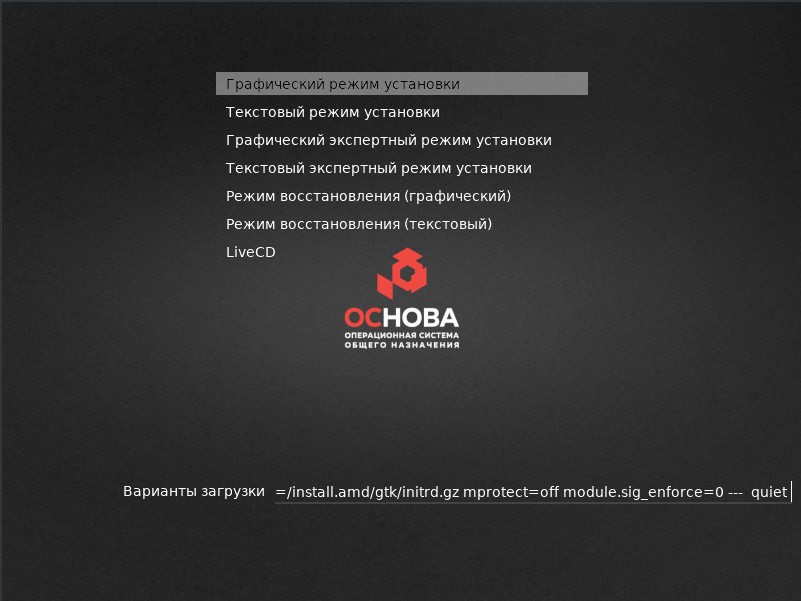 Графический режим установки
Текстовый режим установки
Графический экспертный режим установки
Текстовый экспертный режим установки
Режим восстановления (графический)
Режим восстановления (текстовый)
LiveCD
ОСНОВА
ОПЕРАЦИОННАЯ СИСТЕМА
ОБЩЕГО НАЗНАЧЕНИЯ
Варианты загрузки =/install.amd/gtk/initrd.gz mprotect=off module.sig_enforce=0 --- quiet